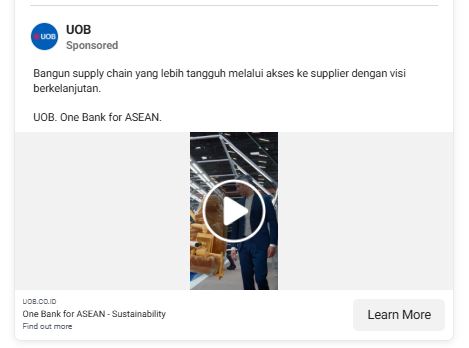 UOB
UOB
Sponsored
Bangun supply chain yang lebih tangguh melalui akses ke supplier dengan visi
berkelanjutan.
UOB. One Bank for ASEAN.
UOB.CO.ID
One Bank for ASEAN - Sustainability
Find out more
Learn More